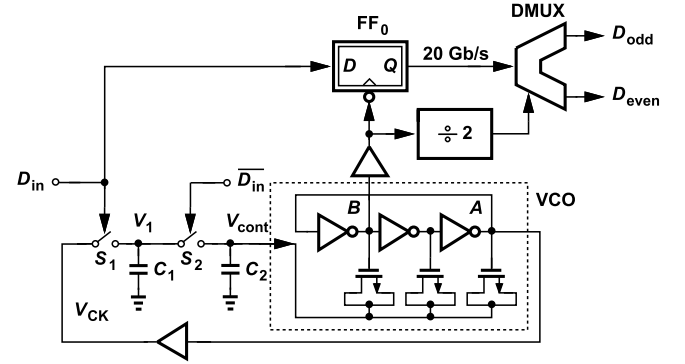 DMUX
FF0
D Q
20 Gb/s
Dodd
Deven
÷ 2
Din
Din
VCO
B
A
V1
Vcont
S1
C1
S2
C2
VCK